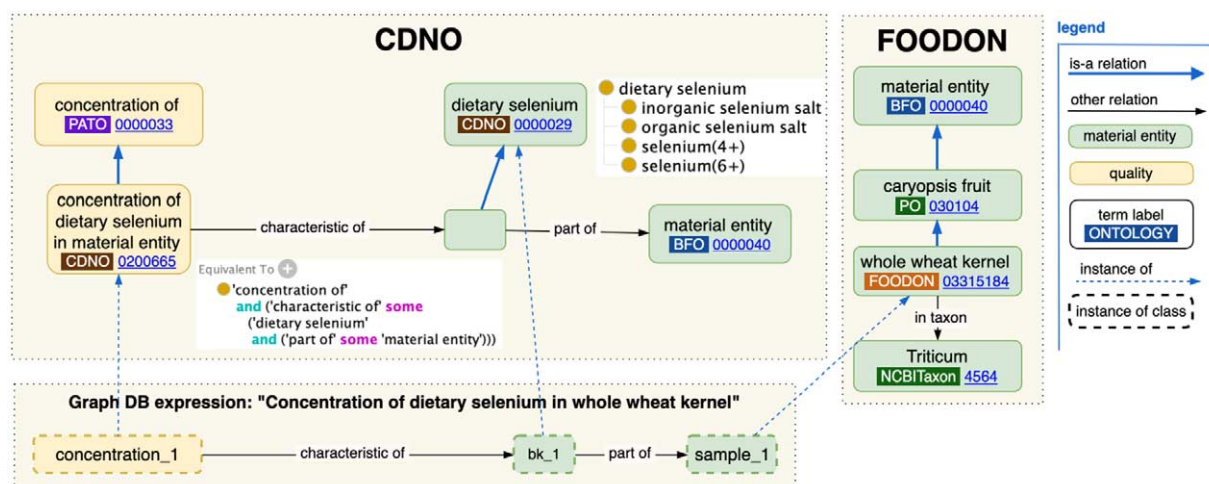 CDNO
concentration of
PATO 0000033
concentration of
dietary selenium
in material entity
CDNO 0200665
characteristic of
dietary selenium
CDNO 0000029
dietary selenium
inorganic selenium salt
organic selenium salt
selenium(4+)
selenium(6+)
part of
material entity
BFO 0000040
Equivalent To +
'concentration of'
and ('characteristic of' some
('dietary selenium'
and ('part of' some 'material entity')))
FOODON
material entity
BFO 0000040
caryopsis fruit
PO 030104
whole wheat kernel
FOODON 03315184
in taxon
Triticum
NCBITaxon 4564
legend
is-a relation
other relation
material entity
quality
term label
ONTOLOGY
instance of
instance of class
Graph DB expression: "Concentration of dietary selenium in whole wheat kernel"
concentration_1
characteristic of
bk_1
part of
sample_1